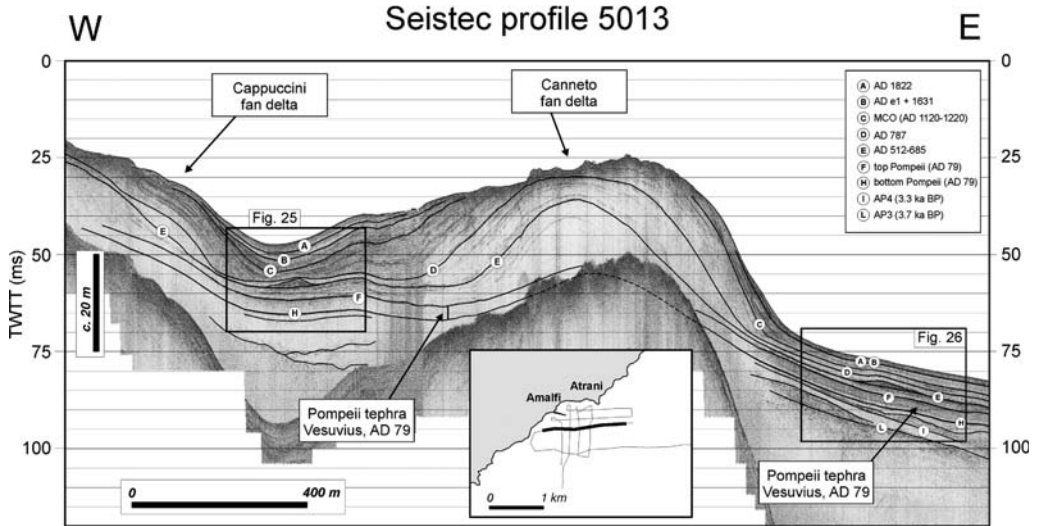 Seistec profile 5013
W
E
0
25
50
75
100
TWTT (ms)
0
25
50
75
100
Cappuccini
fan delta
Canneto
fan delta
A AD 1822
B AD e1 + 1631
C MCO (AD 1120-1220)
D AD 787
E AD 512-685
F top Pompeii (AD 79)
H bottom Pompeii (AD 79)
I AP4 (3.3 ka BP)
L AP3 (3.7 ka BP)
Fig. 25
A
B
C
E
F
H
D
E
C
c. 20 m
Fig. 26
A B
D
F E
H
L I
Pompeii tephra
Vesuvius, AD 79
Pompeii tephra
Vesuvius, AD 79
Atrani
Amalfi
0 1 km
0 400 m